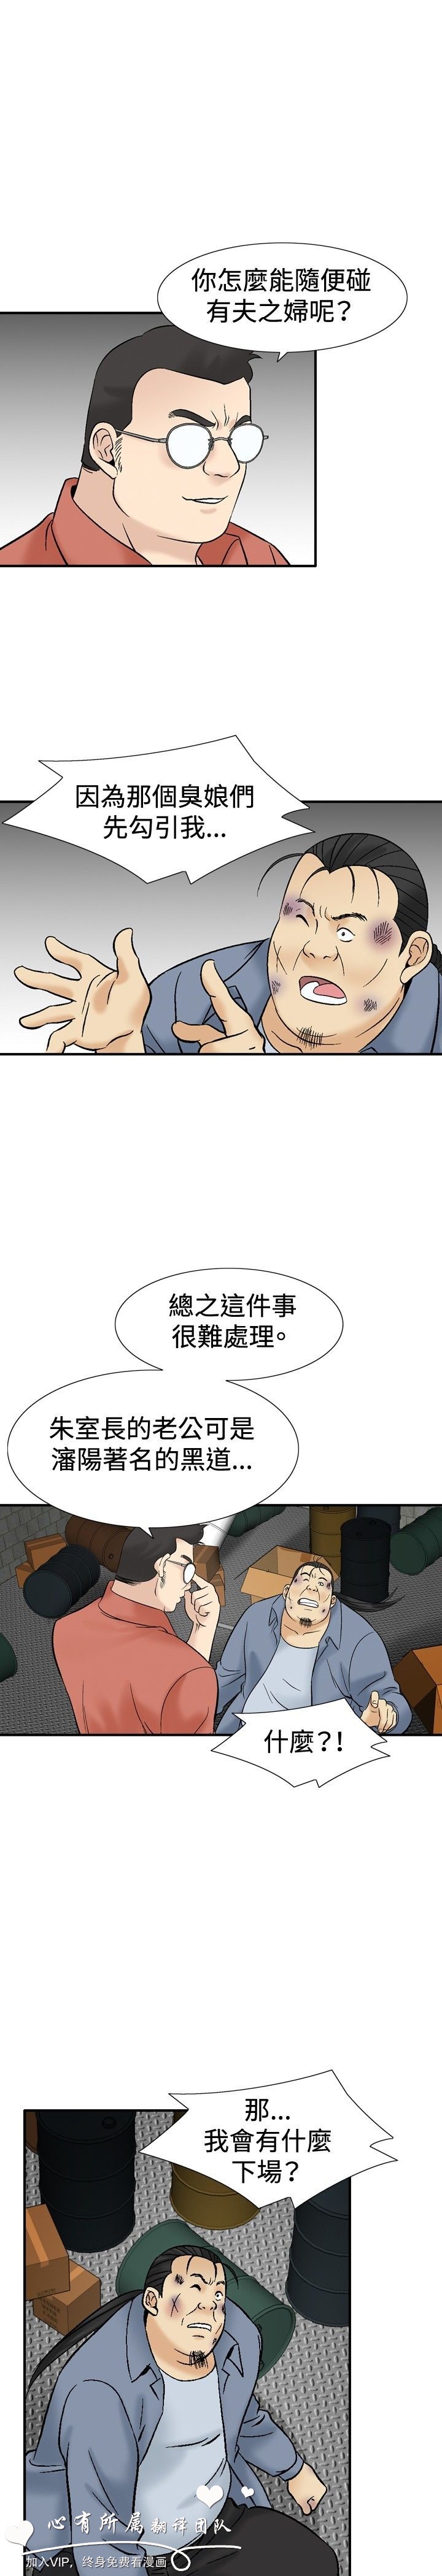 你怎麼能隨便碰
有夫之婦呢？
因為那個臭娘們
先勾引我...
總之這件事
很難處理。
朱室長的老公可是
瀋陽著名的黑道...
什麼？！
那...
我會有什麼
下場？
心有所属翻译团队
加入VIP，终身免费看漫画